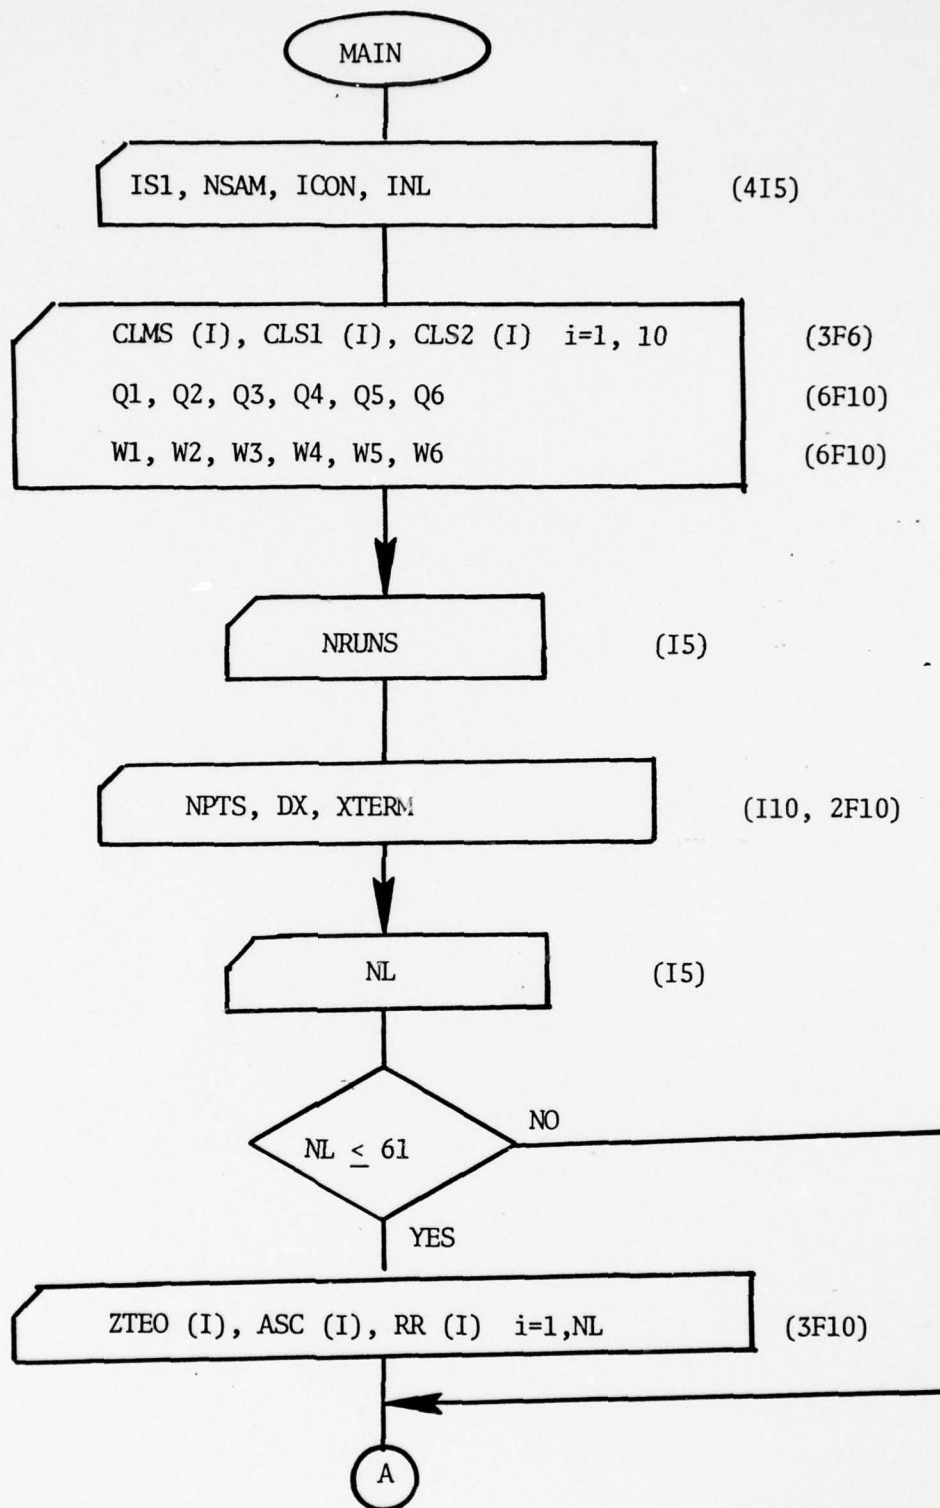 MAIN
IS1, NSAM, ICON, INL (4I5)
CLMS (I), CLS1 (I), CLS2 (I) i=1, 10 (3F6)
Q1, Q2, Q3, Q4, Q5, Q6 (6F10)
W1, W2, W3, W4, W5, W6 (6F10)
NRUNS (I5)
NPTS, DX, XTERM (I10, 2F10)
NL (I5)
NO
NL ≤ 61
YES
ZTEO (I), ASC (I), RR (I) i=1,NL (3F10)
A